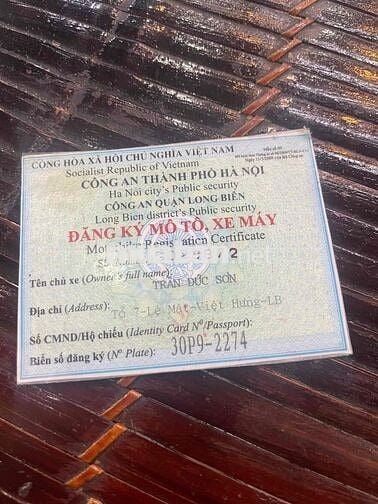 CỘNG HÒA XÃ HỘI CHỦ NGHĨA VIỆT NAM
Socialist Republic of Vietnam
CÔNG AN THÀNH PHỐ HÀ NỘI
Ha Noi city's Public security
CÔNG AN QUẬN LONG BIÊN
Long Bien district's Public security
ĐĂNG KÝ MÔ TÔ, XE MÁY
Certificate
Tên chủ xe (Owner's full name):
TRẦN ĐỨC SƠN
Địa chỉ (Address): Tổ 7-Lệ Mật-Việt Hưng-LB
Số CMND/Hộ chiếu (Identity Card Nº/Passport):
Biển số đăng ký (Nº Plate): 30P9-2274